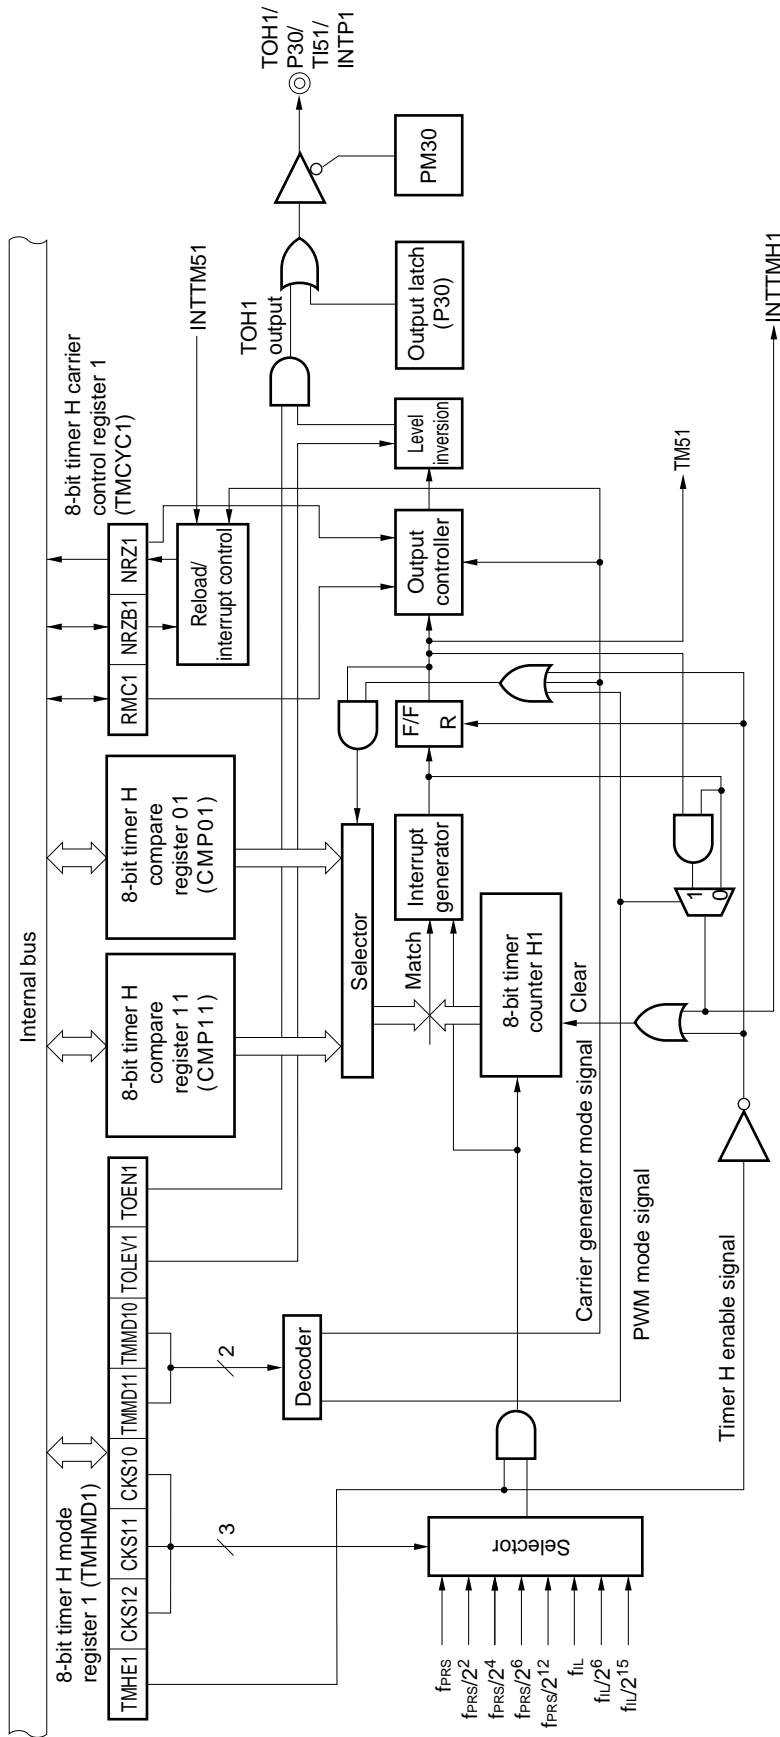 Internal bus
8-bit timer H mode
register 1 (TMHMD1)
TMHE1
CKS12
CKS11
CKS10
TMMD11
TMMD10
TOLEV1
TOEN1
8-bit timer H
compare
register 11
(CMP11)
8-bit timer H
compare
register 01
(CMP01)
8-bit timer H carrier
control register 1
(TMCYC1)
RMC1
NRZB1
NRZ1
Reload/
interrupt control
INTTM51
TOH1
output
TOH1/
P30/
TI51/
INTP1
3
2
Decoder
Selector
Match
Interrupt
generator
F/F
R
Output
controller
Level
inversion
Output latch
(P30)
PM30
8-bit timer
counter H1
Clear
Carrier generator mode signal
PWM mode signal
Timer H enable signal
1
0
TM51
INTTMH1
Selector
fPRS
fPRS/2²
fPRS/2⁴
fPRS/2⁶
fPRS/2¹²
fIL
fIL/2⁶
fIL/2¹⁵